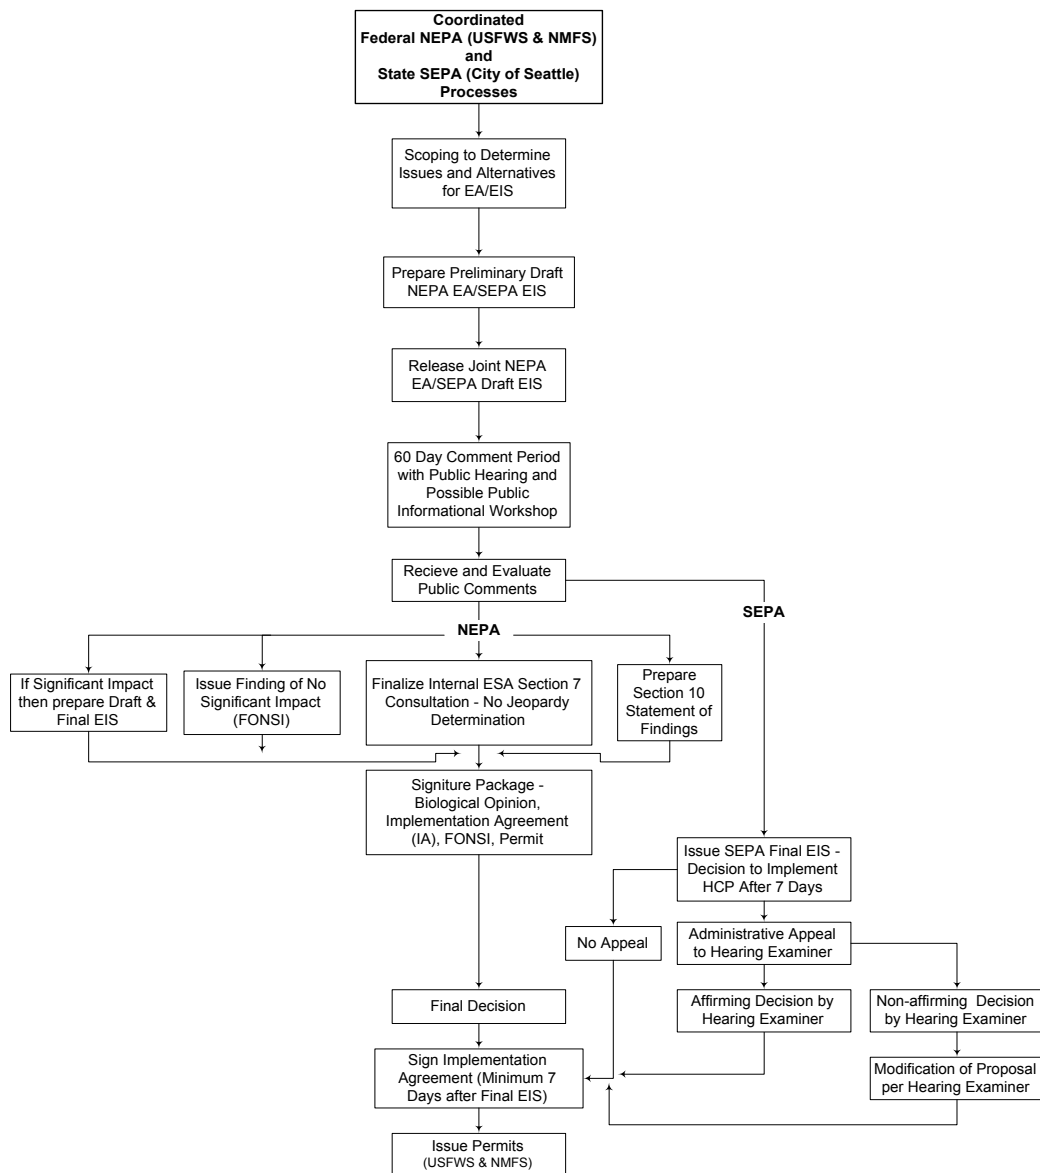 Coordinated
Federal NEPA (USFWS & NMFS)
and
State SEPA (City of Seattle)
Processes
Scoping to Determine
Issues and Alternatives
for EA/EIS
Prepare Preliminary Draft
NEPA EA/SEPA EIS
Release Joint NEPA
EA/SEPA Draft EIS
60 Day Comment Period
with Public Hearing and
Possible Public
Informational Workshop
Recieve and Evaluate
Public Comments
SEPA
NEPA
If Significant Impact
then prepare Draft &
Final EIS
Issue Finding of No
Significant Impact
(FONSI)
Finalize Internal ESA Section 7
Consultation - No Jeopardy
Determination
Prepare
Section 10
Statement of
Findings
Signiture Package -
Biological Opinion,
Implementation Agreement
(IA), FONSI, Permit
Issue SEPA Final EIS -
Decision to Implement
HCP After 7 Days
No Appeal
Administrative Appeal
to Hearing Examiner
Final Decision
Affirming Decision by
Hearing Examiner
Non-affirming Decision
by Hearing Examiner
Sign Implementation
Agreement (Minimum 7
Days after Final EIS)
Modification of Proposal
per Hearing Examiner
Issue Permits
(USFWS & NMFS)